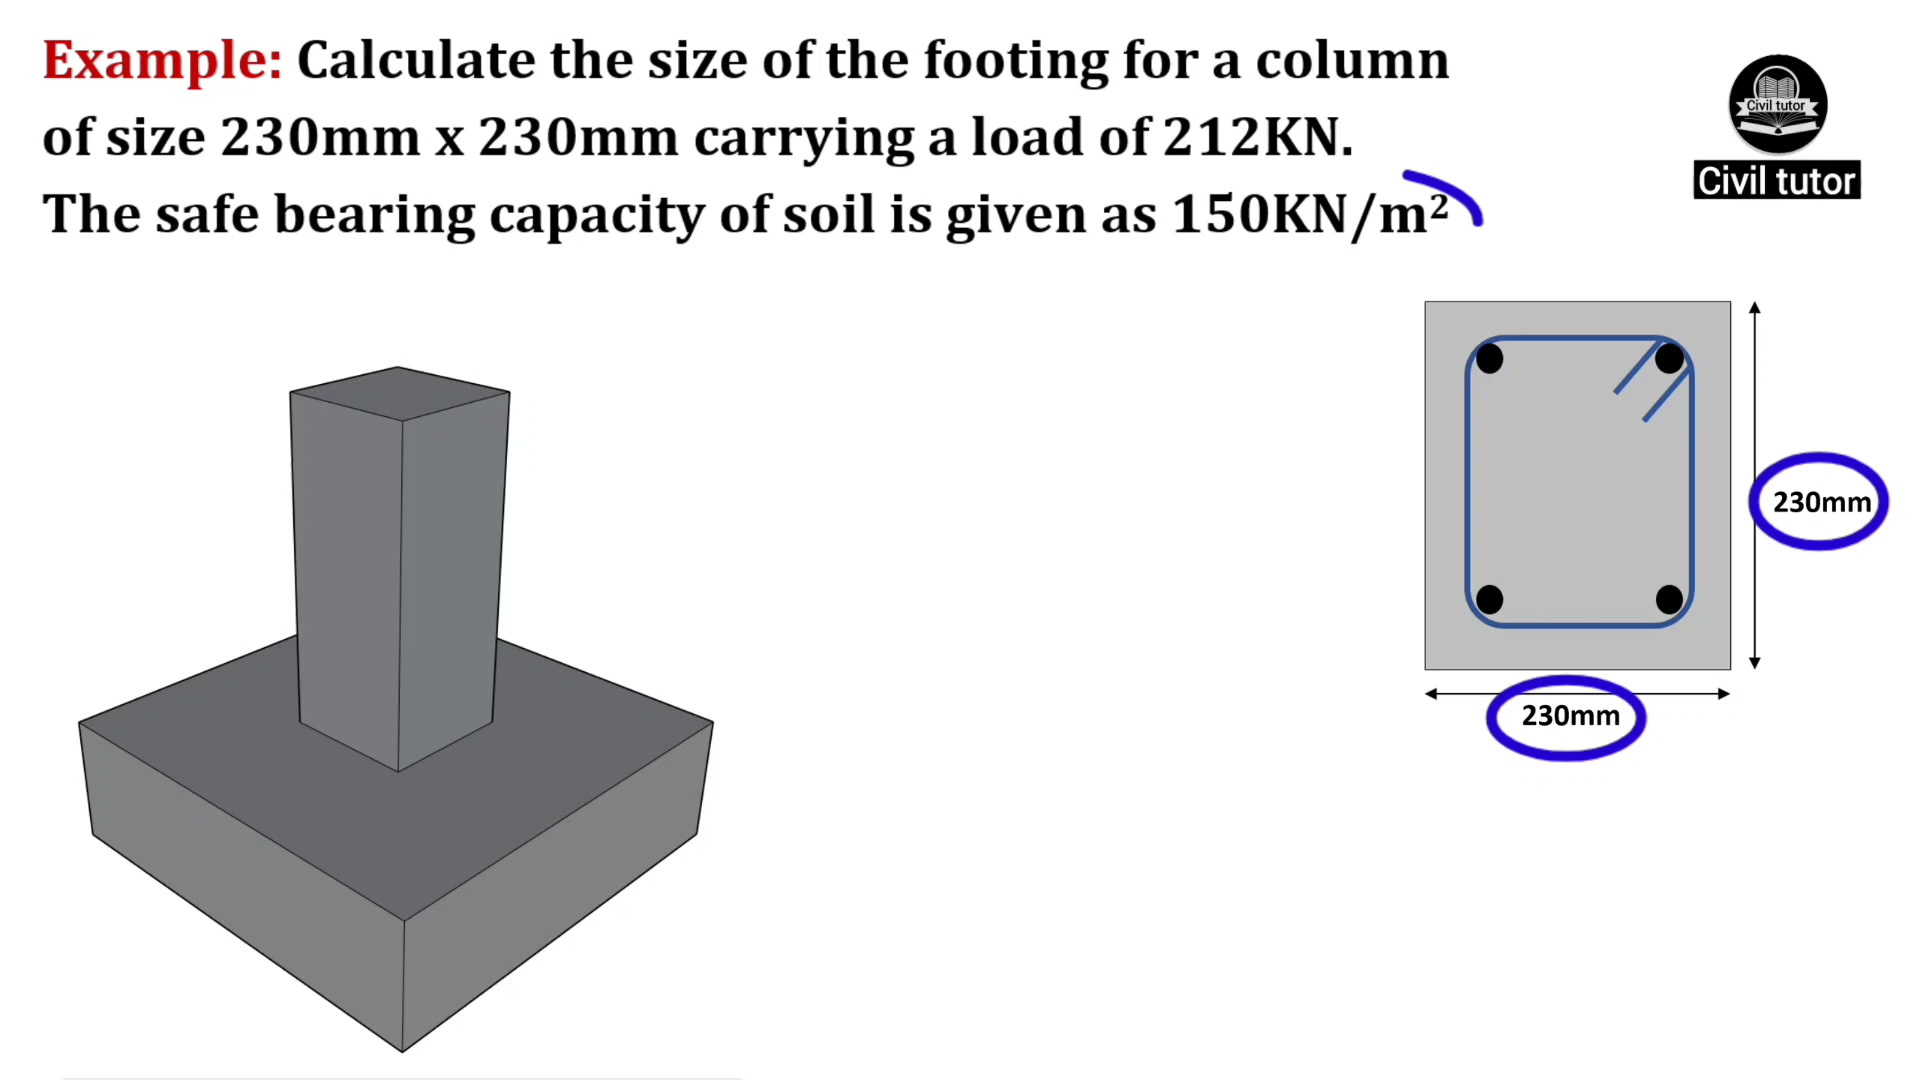 Example: Calculate the size of the footing for a column
of size 230mm x 230mm carrying a load of 212KN.
The safe bearing capacity of soil is given as 150KN/m²
Civil tutor
Civil tutor
230mm
230mm